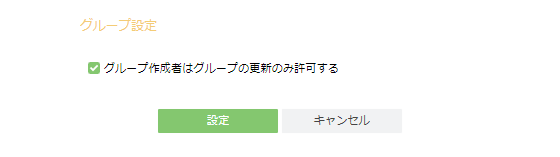 グループ設定
グループ作成者はグループの更新のみ許可する
設定 キャンセル